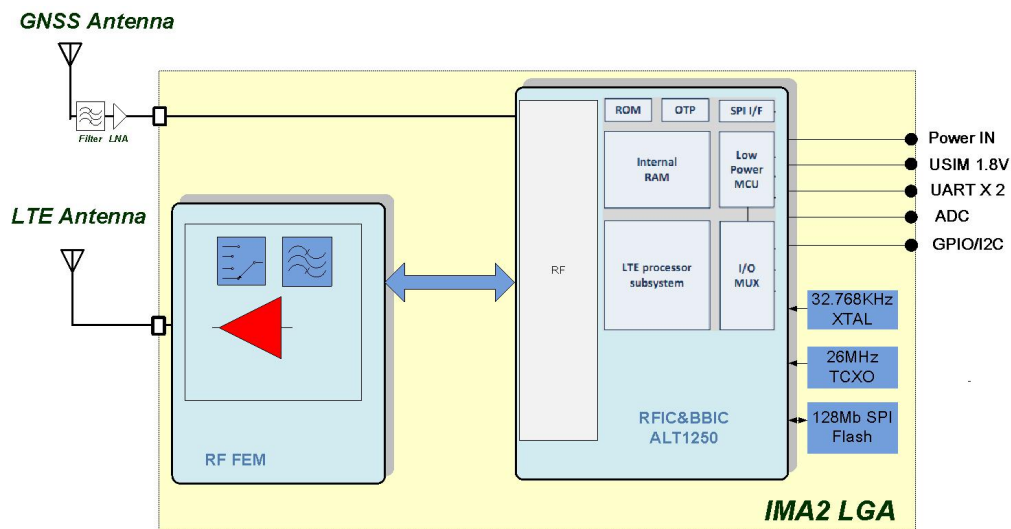 GNSS Antenna
Filter LNA
LTE Antenna
RF FEM
RF
ROM
OTP
SPI I/F
Internal
RAM
Low
Power
MCU
LTE processor
subsystem
I/O
MUX
RFIC&BBIC
ALT1250
Power IN
USIM 1.8V
UART X 2
ADC
GPIO/I2C
32.768KHz
XTAL
26MHz
TCXO
128Mb SPI
Flash
IMA2 LGA